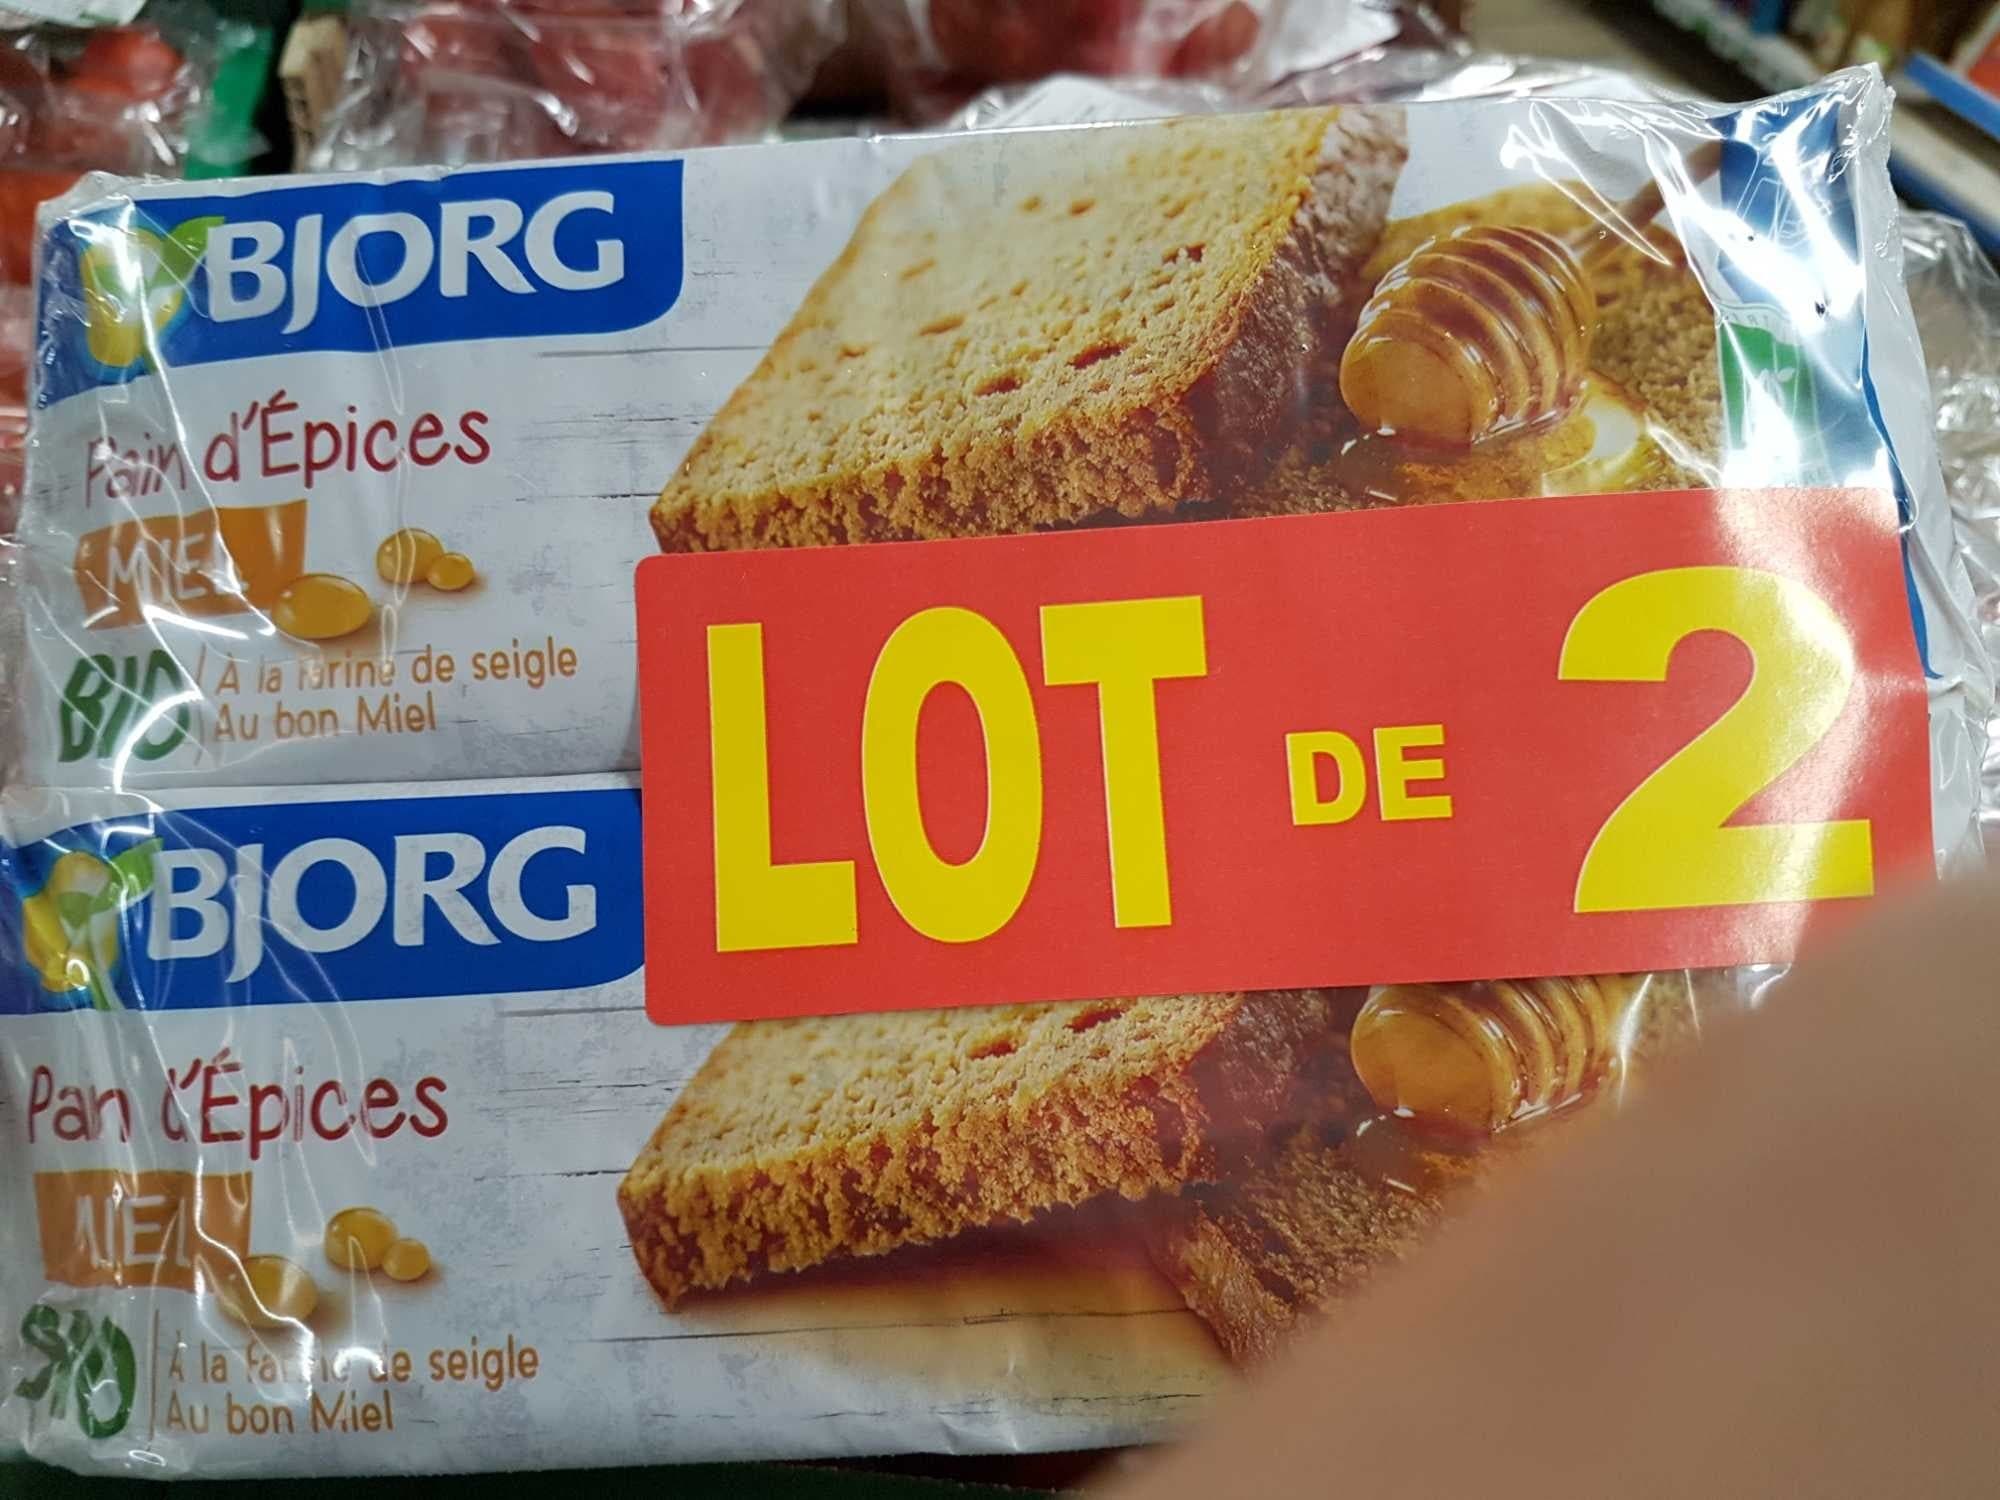 BJORG
Pain d'Épices
MIEL
BIO
À la farine de seigle
Au bon Miel
LOT DE 2
BJORG
Pain d'Épices
MIEL
BIO
À la farine de seigle
Au bon Miel